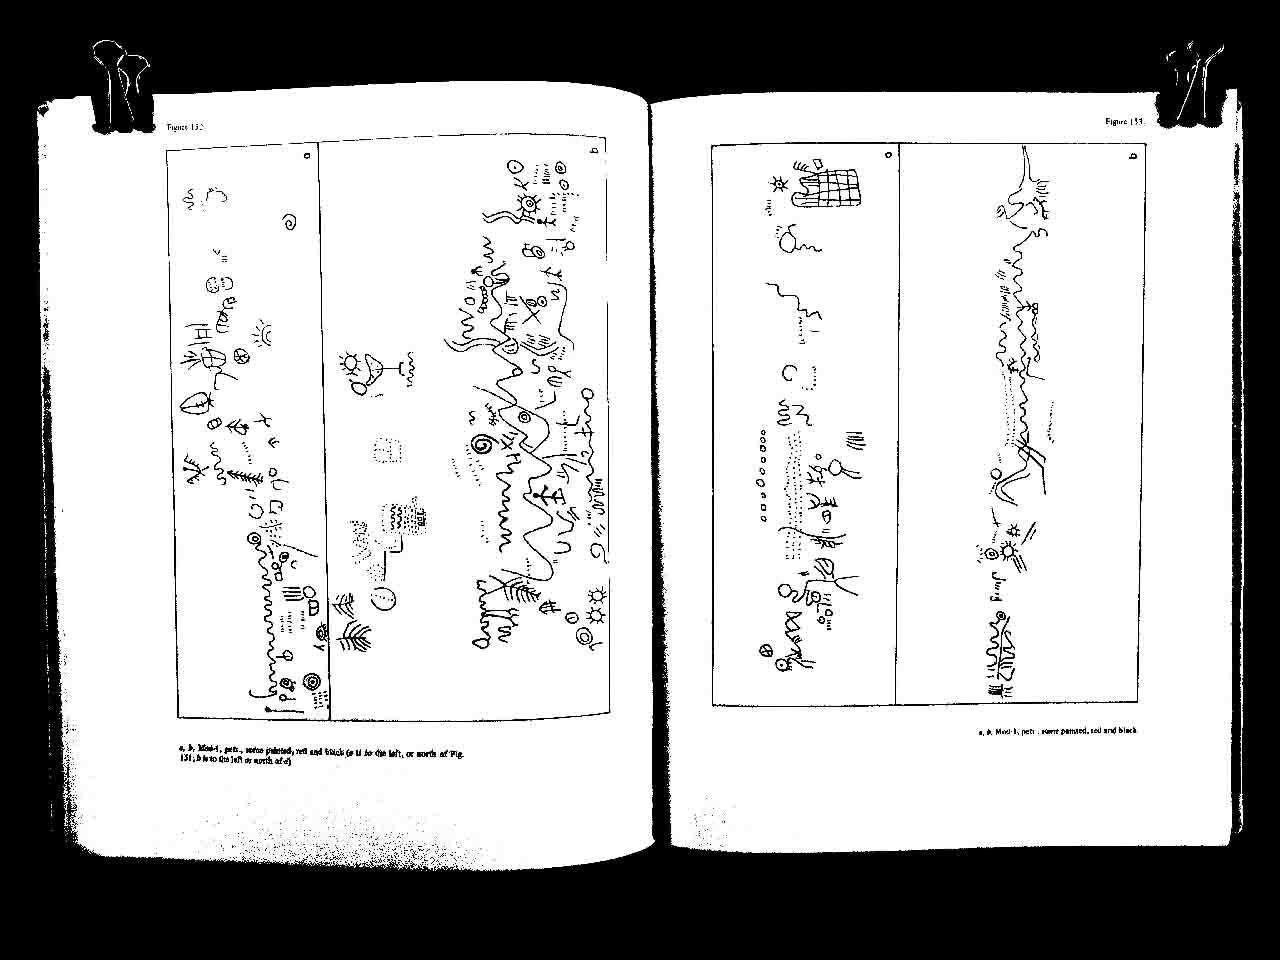 Figure 132
a
b
a, b, Mod-1, petr., some painted, red and black (a is to the left, or north of Fig.
131; b is to the left or north of a)
Figure 133.
a
b
a, b, Mod-1, petr., some painted, red and black